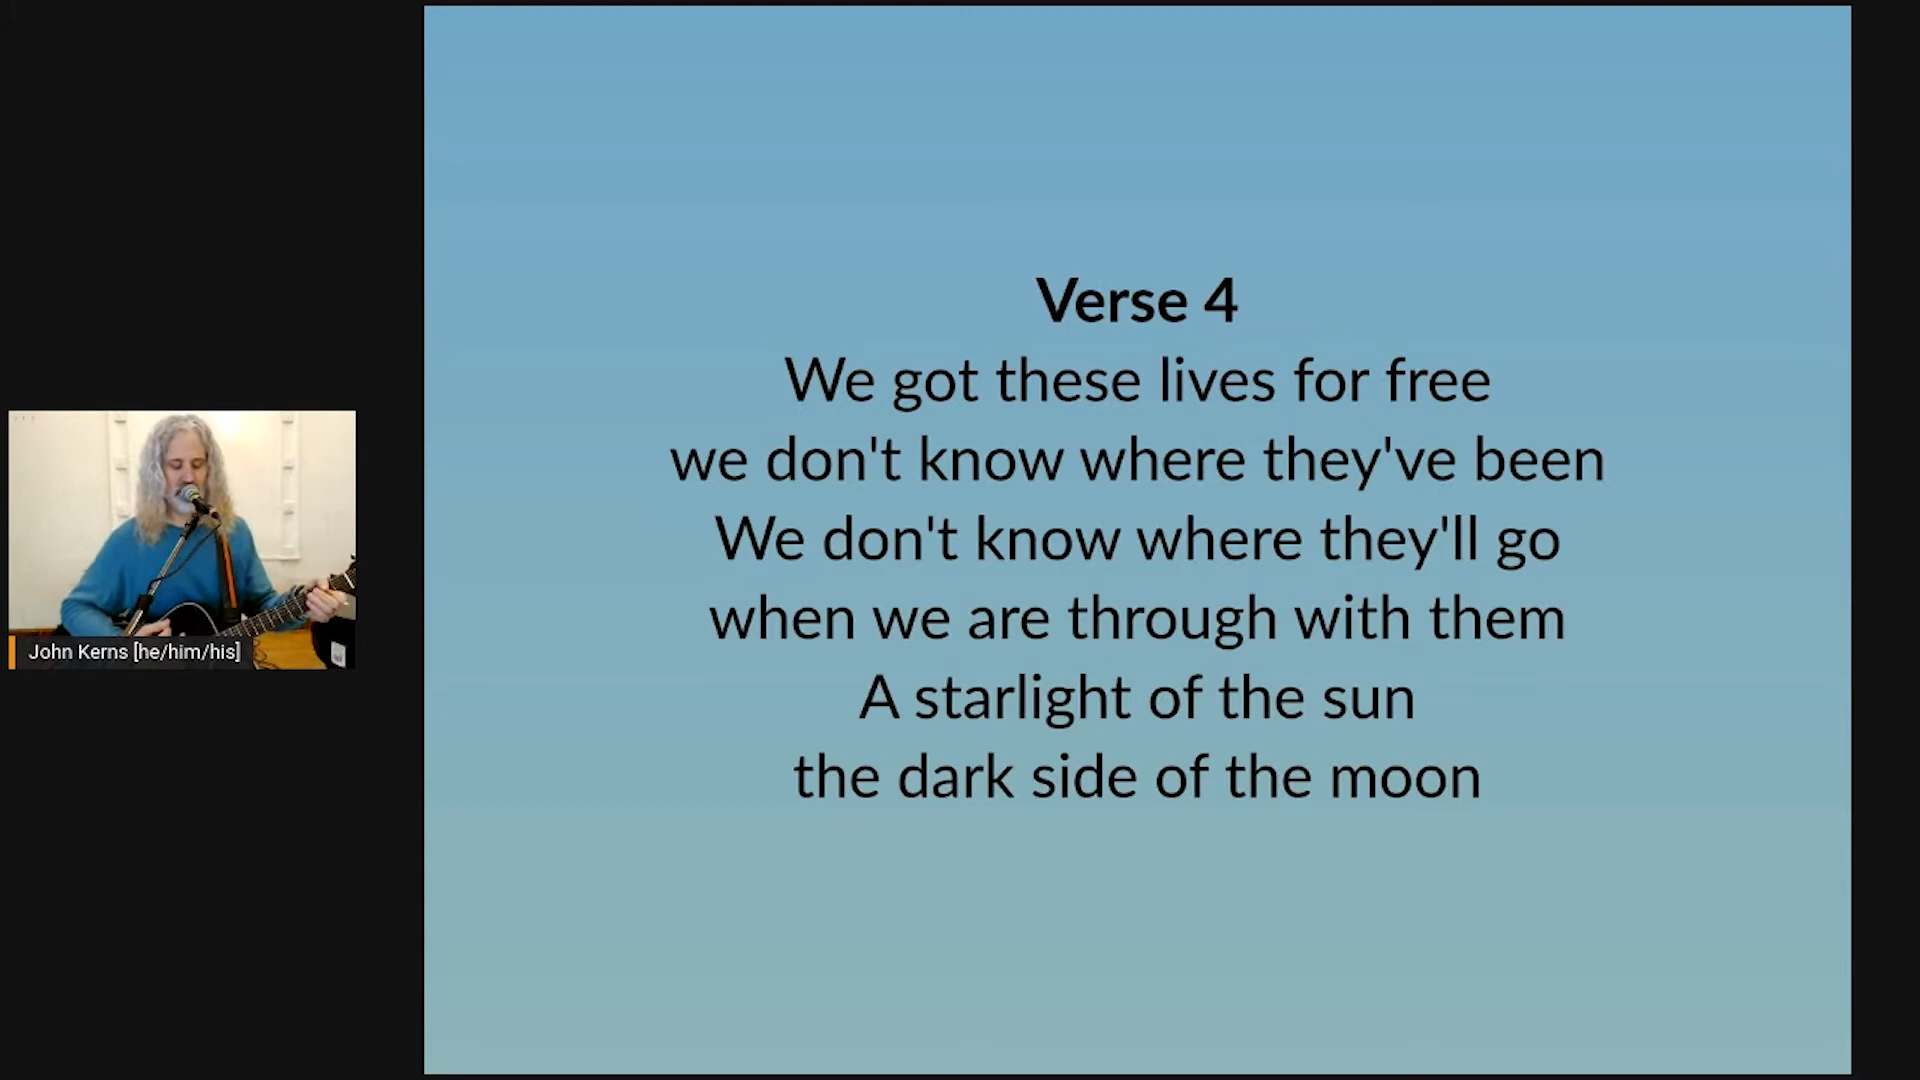 Verse 4
We got these lives for free
we don't know where they've been
We don't know where they'll go
when we are through with them
A starlight of the sun
the dark side of the moon
John Kerns [he/him/his]